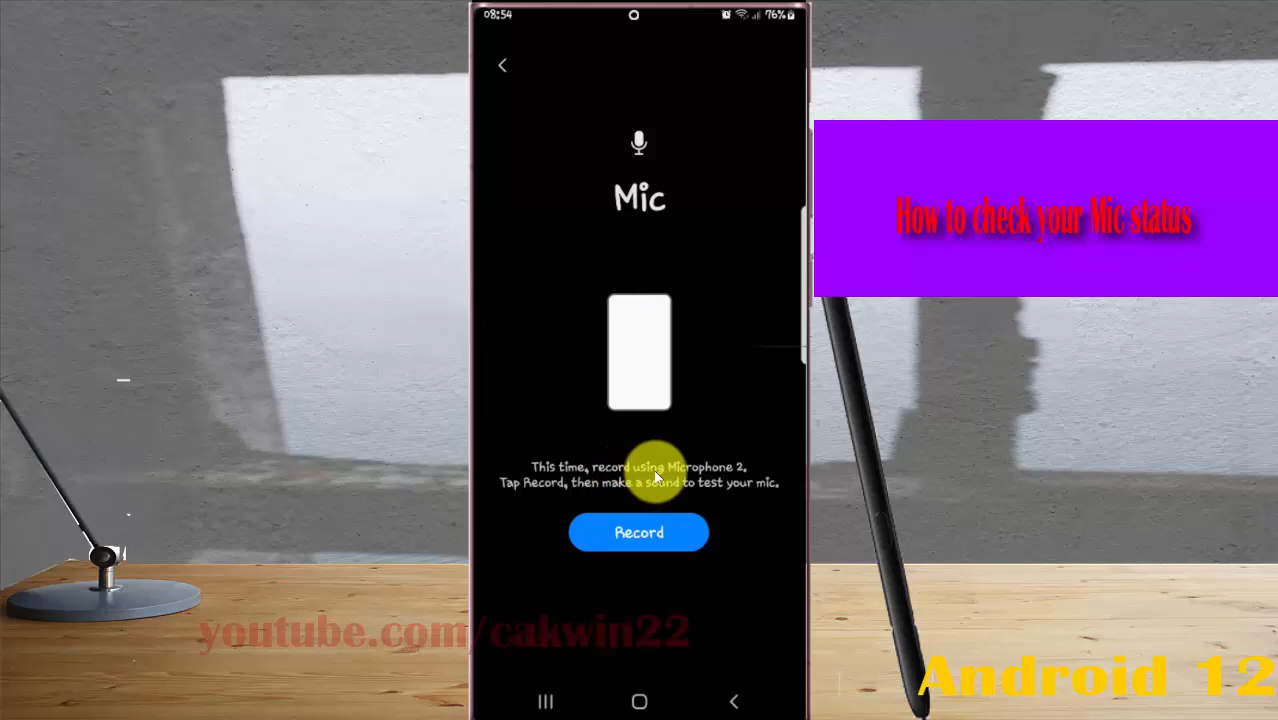 08:54
76%
Mic
How to check your Mic status
This time, record using Microphone 2.
Tap Record, then make a sound to test your mic.
Record
youtube.com/cakwin22
Android 12